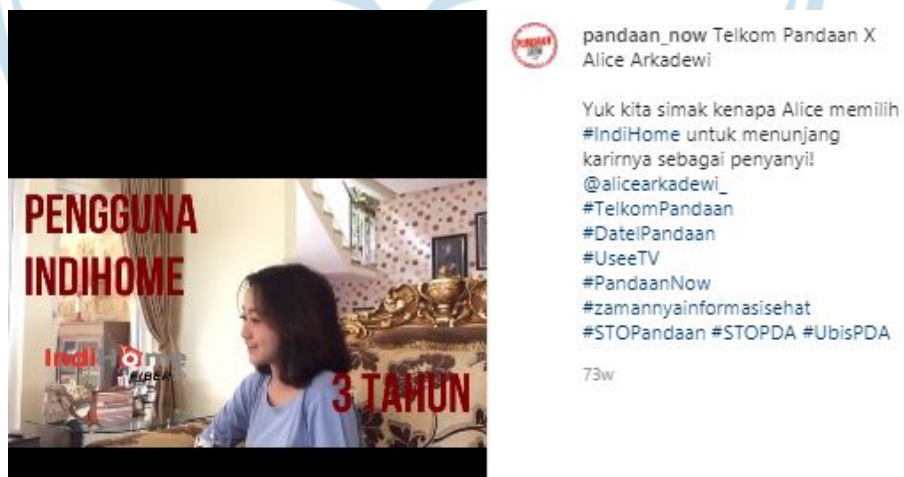 PENGGUNA
INDIHOME
IndiHome
FIBER
3 TAHUN
pandaan_now Telkom Pandaan X
Alice Arkadewi
Yuk kita simak kenapa Alice memilih
#IndiHome untuk menunjang
karirnya sebagai penyanyi!
@alicearkadewi_
#TelkomPandaan
#DatelPandaan
#UseeTV
#PandaanNow
#zamannyainformasisehat
#STOPandaan #STOPDA #UbisPDA
73w